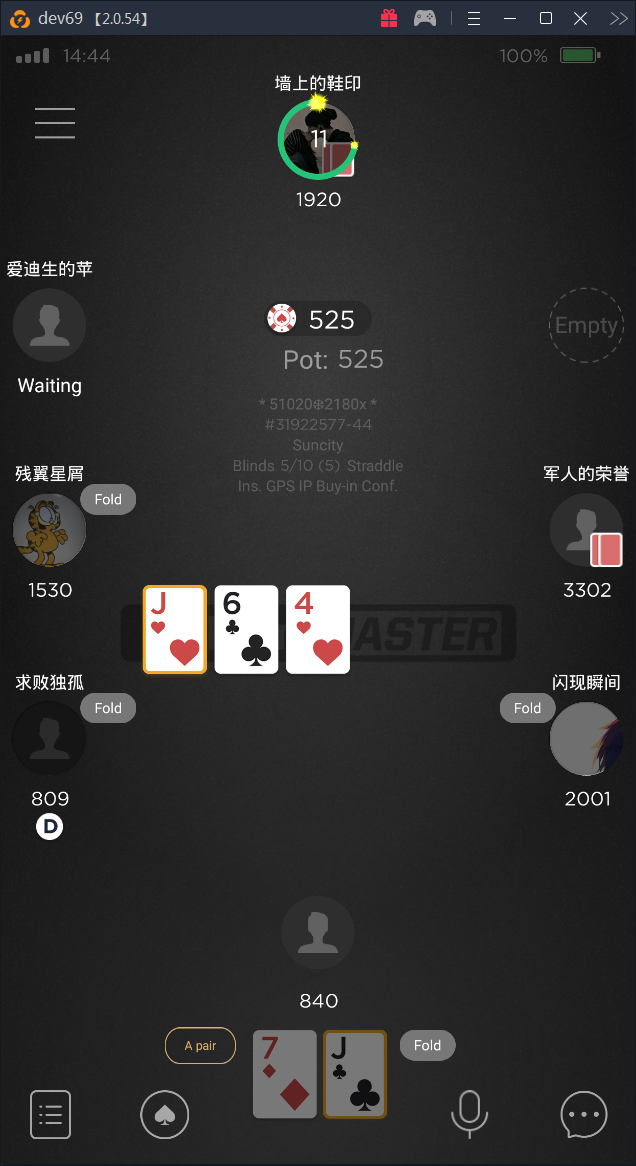 dev69 【2.0.54】
14:44
100%
墙上的鞋印
11
1920
爱迪生的苹
Waiting
525
Pot: 525
Empty
* 51020❄2180x *
#31922577-44
Suncity
Blinds 5/10 (5) Straddle
Ins. GPS IP Buy-in Conf.
残翼星屑
Fold
1530
军人的荣誉
3302
J
6
4
MASTER
求败独孤
Fold
809
D
闪现瞬间
Fold
2001
840
A pair
7
J
Fold